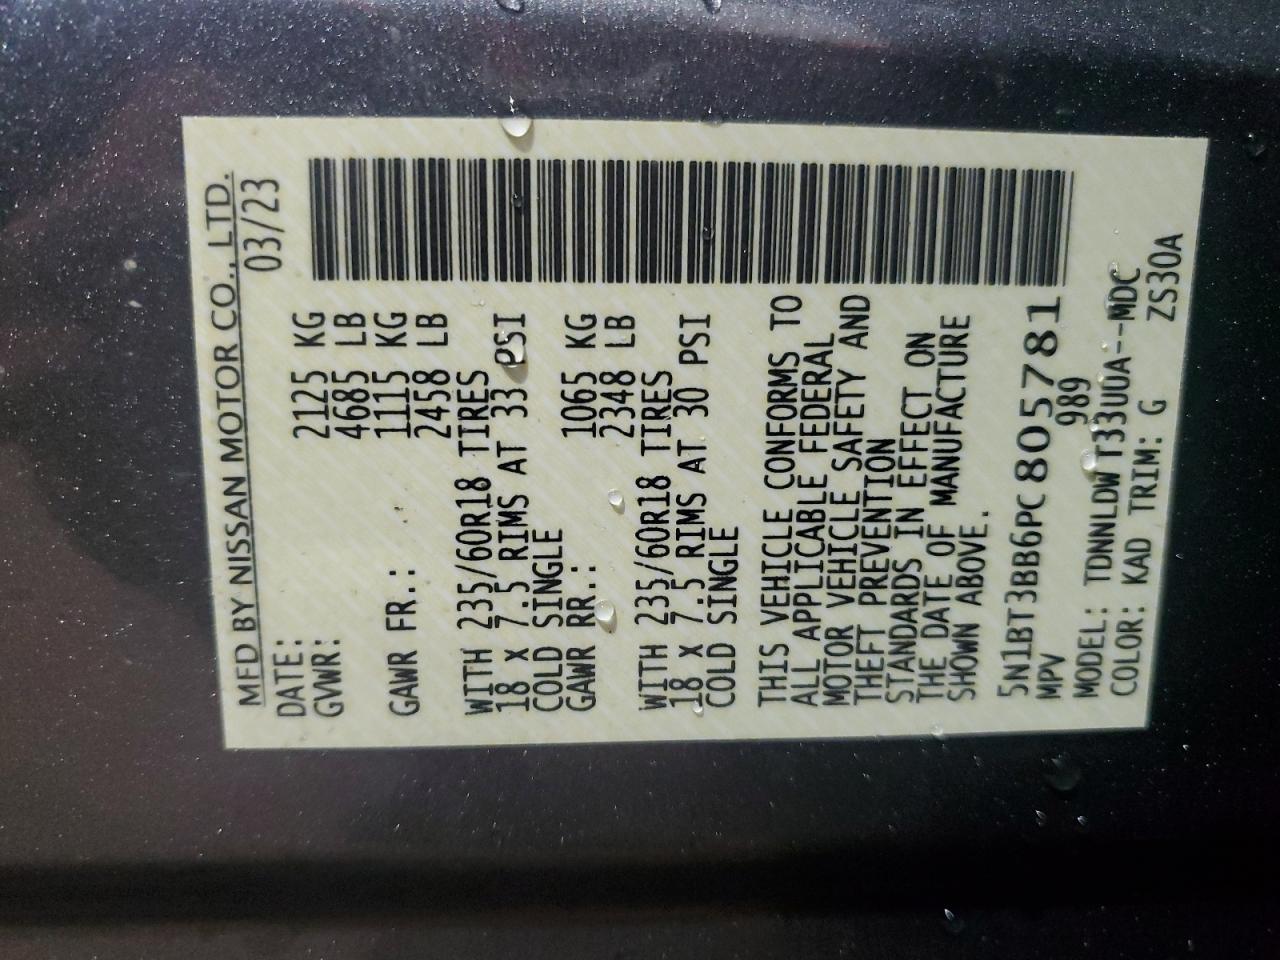 MFD BY NISSAN MOTOR CO., LTD.
DATE: 03/23
GVWR: 2125 KG
4685 LB
GAWR FR.: 1115 KG
2458 LB
WITH 235/60R18 TIRES
18 X 7.5 RIMS AT 33 PSI
COLD SINGLE
GAWR RR.: 1065 KG
2348 LB
WITH 235/60R18 TIRES
18 X 7.5 RIMS AT 30 PSI
COLD SINGLE
THIS VEHICLE CONFORMS TO
ALL APPLICABLE FEDERAL
MOTOR VEHICLE SAFETY AND
THEFT PREVENTION
STANDARDS IN EFFECT ON
THE DATE OF MANUFACTURE
SHOWN ABOVE.
5N1BT3BB6PC805781
MPV 989
MODEL: TDNNLDWT33UUA--MDC
COLOR: KAD TRIM: G ZS30A